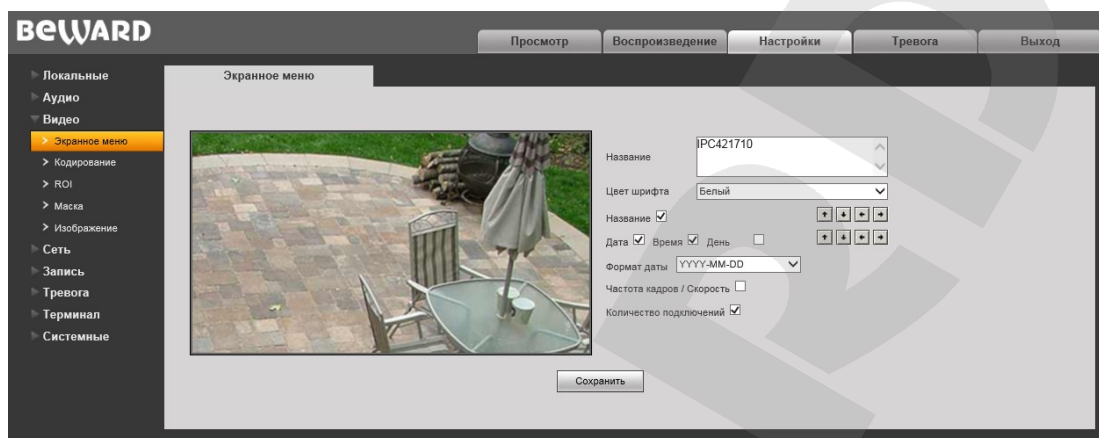 BEWARD
Просмотр
Воспроизведение
Настройки
Тревога
Выход
Локальные
Аудио
Видео
Экранное меню
Кодирование
ROI
Маска
Изображение
Сеть
Запись
Тревога
Терминал
Системные
Экранное меню
Название IPC421710
Цвет шрифта Белый
Название
Дата Время День
Формат даты YYYY-MM-DD
Частота кадров / Скорость
Количество подключений
Сохранить